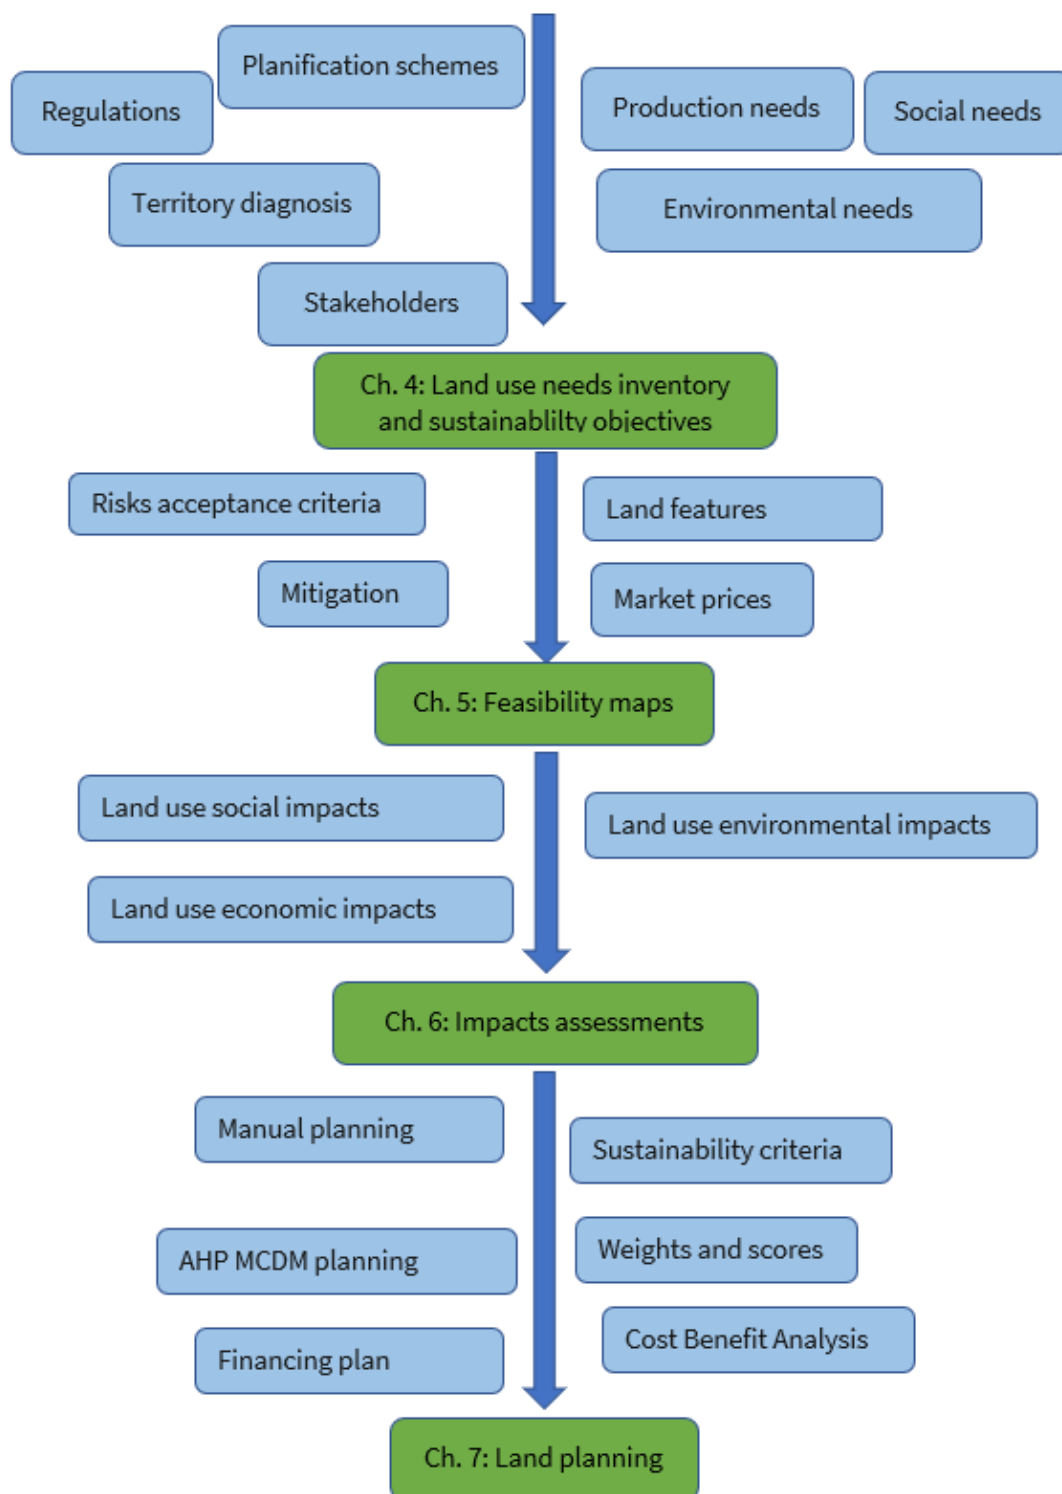 Planification schemes
Regulations
Production needs
Social needs
Territory diagnosis
Environmental needs
Stakeholders
Ch. 4: Land use needs inventory
and sustainablilty objectives
Risks acceptance criteria
Land features
Mitigation
Market prices
Ch. 5: Feasibility maps
Land use social impacts
Land use environmental impacts
Land use economic impacts
Ch. 6: Impacts assessments
Manual planning
Sustainability criteria
AHP MCDM planning
Weights and scores
Cost Benefit Analysis
Financing plan
Ch. 7: Land planning